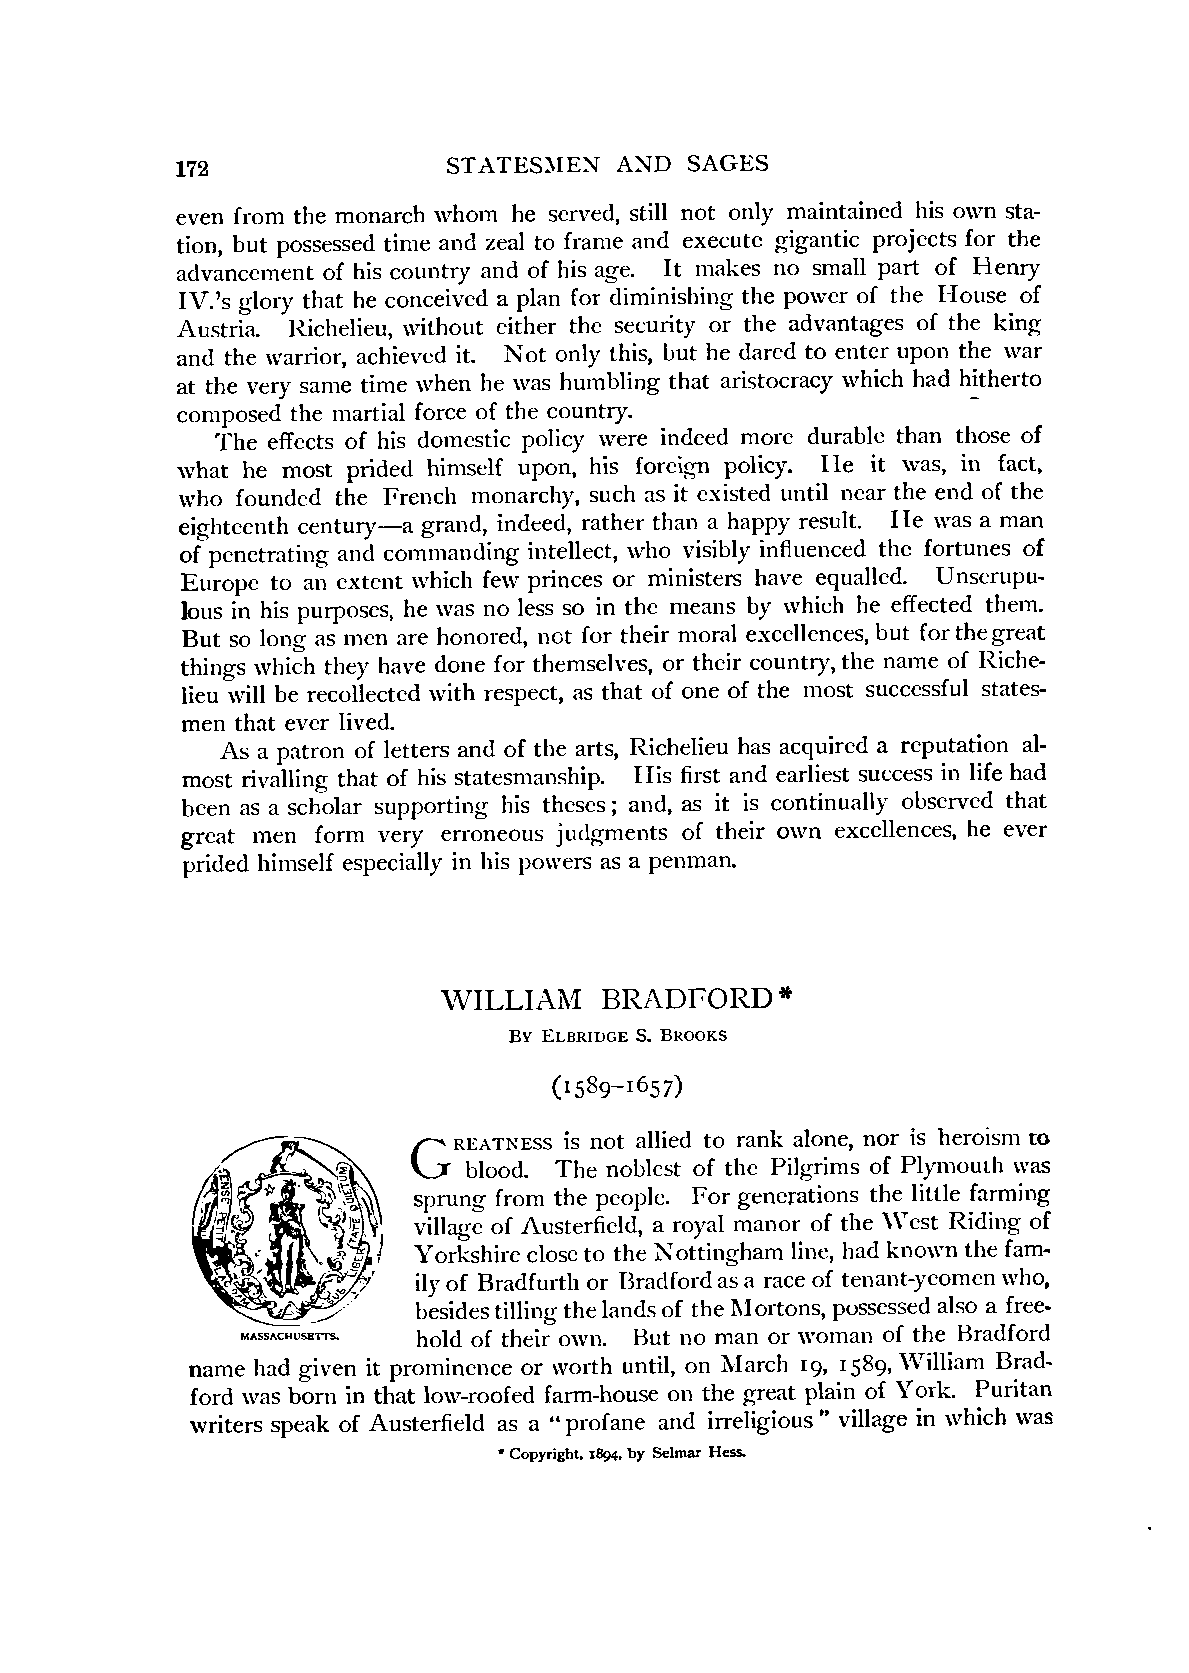 172 STATESMEN AND SAGES
even from the monarch whom he served, still not only maintained his own sta-
tion, but possessed time and zeal to frame and execute gigantic projects for the
advancement of his country and of his age. It makes no small part of Henry
IV.'s glory that he conceived a plan for diminishing the power of the House of
Austria. Richelieu, without either the security or the advantages of the king
and the warrior, achieved it. Not only this, but he dared to enter upon the war
at the very same time when he was humbling that aristocracy which had hitherto
composed the martial force of the country.
The effects of his domestic policy were indeed more durable than those of
what he most prided himself upon, his foreign policy. He it was, in fact,
who founded the French monarchy, such as it existed until near the end of the
eighteenth century—a grand, indeed, rather than a happy result. He was a man
of penetrating and commanding intellect, who visibly influenced the fortunes of
Europe to an extent which few princes or ministers have equalled. Unscrupu-
lous in his purposes, he was no less so in the means by which he effected them.
But so long as men are honored, not for their moral excellences, but for the great
things which they have done for themselves, or their country, the name of Riche-
lieu will be recollected with respect, as that of one of the most successful states-
men that ever lived.
As a patron of letters and of the arts, Richelieu has acquired a reputation al-
most rivalling that of his statesmanship. His first and earliest success in life had
been as a scholar supporting his theses; and, as it is continually observed that
great men form very erroneous judgments of their own excellences, he ever
prided himself especially in his powers as a penman.
WILLIAM BRADFORD*
BY ELBRIDGE S. BROOKS
(1589–1657)
GREATNESS is not allied to rank alone, nor is heroism to
blood. The noblest of the Pilgrims of Plymouth was
sprung from the people. For generations the little farming
village of Austerfield, a royal manor of the West Riding of
Yorkshire close to the Nottingham line, had known the fam-
ily of Bradfurth or Bradford as a race of tenant-yeomen who,
besides tilling the lands of the Mortons, possessed also a free-
hold of their own. But no man or woman of the Bradford
MASSACHUSETTS.
name had given it prominence or worth until, on March 19, 1589, William Brad-
ford was born in that low-roofed farm-house on the great plain of York. Puritan
writers speak of Austerfield as a "profane and irreligious" village in which was
* Copyright, 1894, by Selmar Hess.